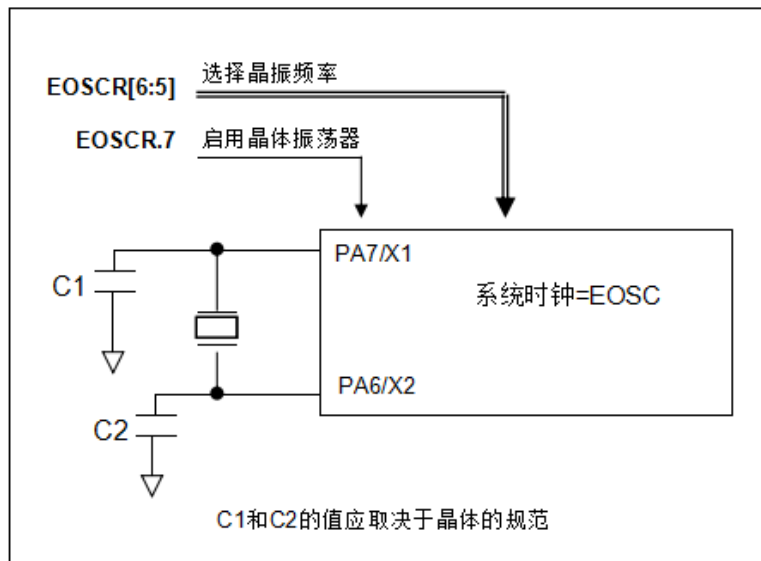 EOSCR[6:5] 选择晶振频率
EOSCR.7 启用晶体振荡器
PA7/X1
C1
系统时钟=EOSC
PA6/X2
C2
C1和C2的值应取决于晶体的规范